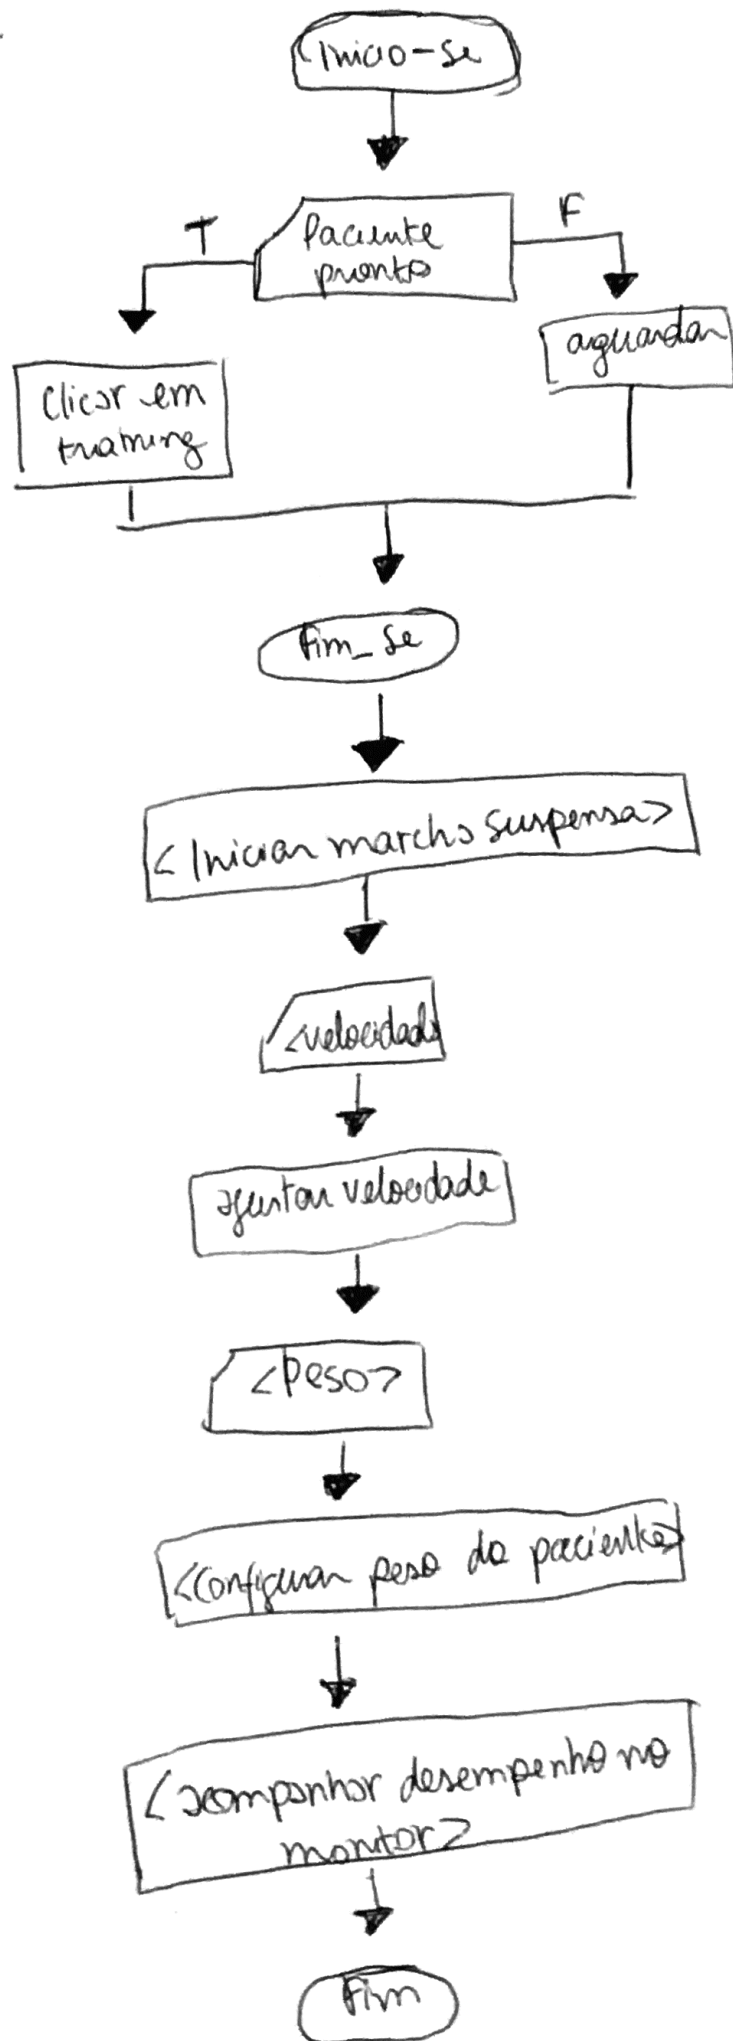 <Inicio-se
T
Paciente
pronto
F
Clicar em
training
aguardar
Fim_Se
<Iniciar marcha Suspensa>
<velocidade
ajustar velocidade
<Peso>
<Configurar peso do paciente>
<acompanhar desempenho no
monitor>
Fim